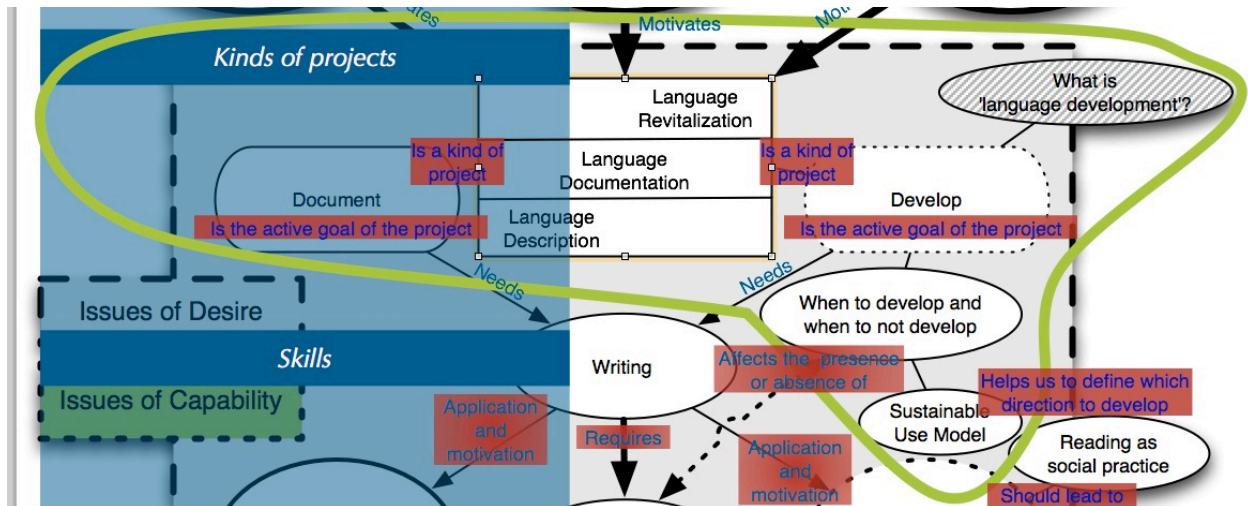 ates
Motivates
Moti
Kinds of projects
What is
'language development'?
Language
Revitalization
Is a kind of
project
Language
Documentation
Is a kind of
project
Document
Is the active goal of the project
Language
Description
Develop
Is the active goal of the project
Needs
Needs
Issues of Desire
When to develop and
when to not develop
Skills
Writing
Affects the presence
or absence of
Issues of Capability
Application
and
motivation
Requires
Application
and
motivation
Sustainable
Use Model
Helps us to define which
direction to develop
Reading as
social practice
Should lead to